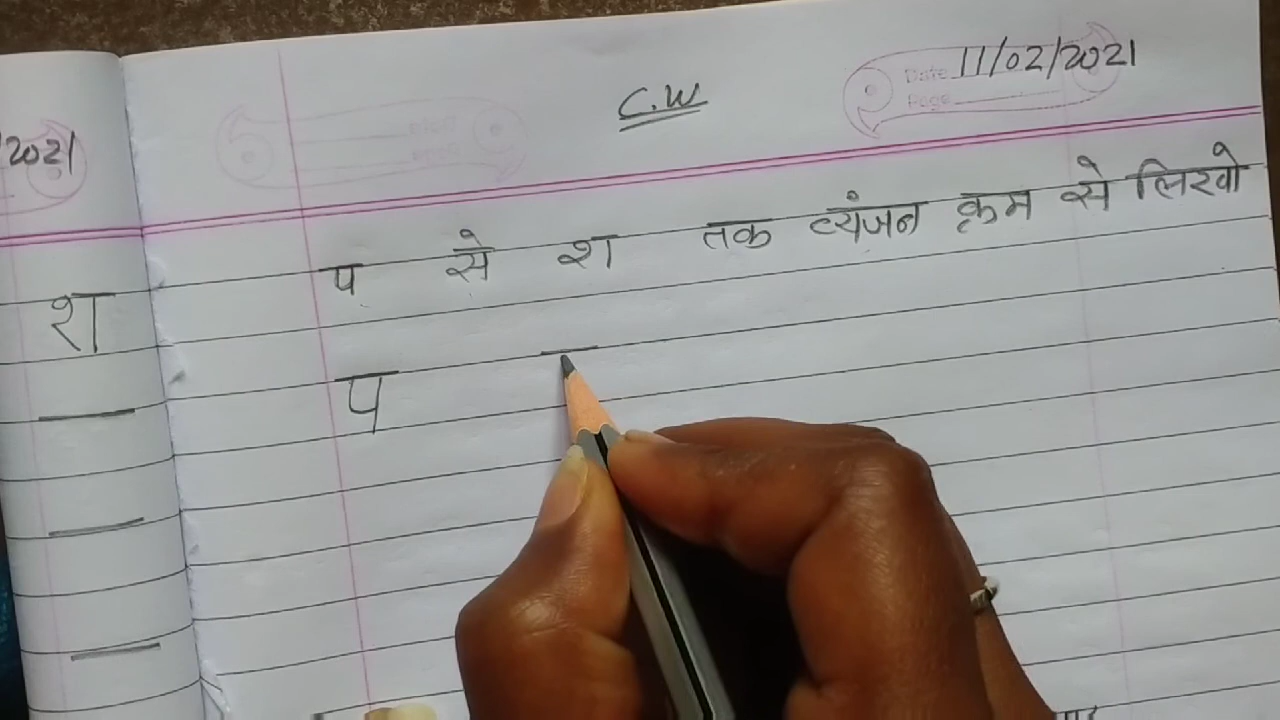 C.W
Date 11/02/2021
Page
/2021
प से श तक व्यंजन क्रम से लिखो
श
प